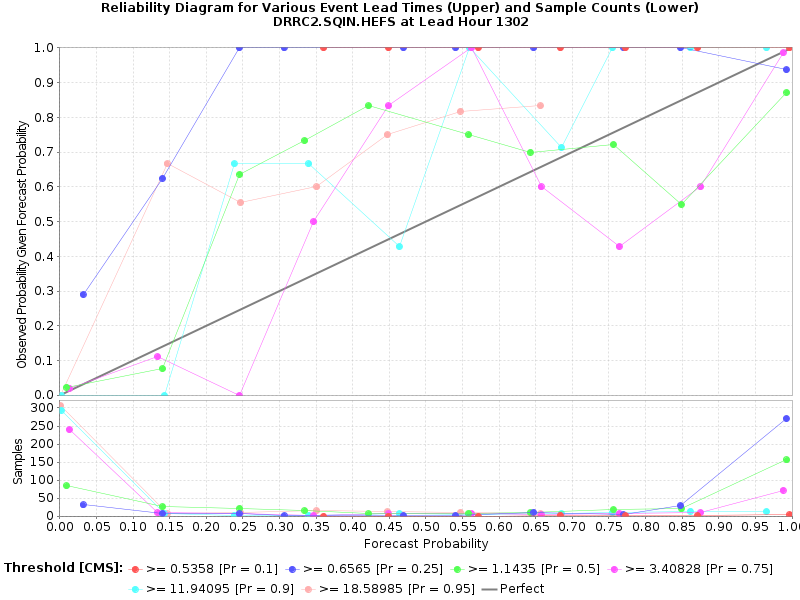 Reliability Diagram for Various Event Lead Times (Upper) and Sample Counts (Lower)
DRRC2.SQIN.HEFS at Lead Hour 1302
Observed Probability Given Forecast Probability
1.0
0.9
0.8
0.7
0.6
0.5
0.4
0.3
0.2
0.1
0.0
Samples
300
250
200
150
100
50
0
0.00 0.05 0.10 0.15 0.20 0.25 0.30 0.35 0.40 0.45 0.50 0.55 0.60 0.65 0.70 0.75 0.80 0.85 0.90 0.95 1.0
Forecast Probability
Threshold [CMS]: >= 0.5358 [Pr = 0.1] >= 0.6565 [Pr = 0.25] >= 1.1435 [Pr = 0.5] >= 3.40828 [Pr = 0.75]
>= 11.94095 [Pr = 0.9] >= 18.58985 [Pr = 0.95] Perfect